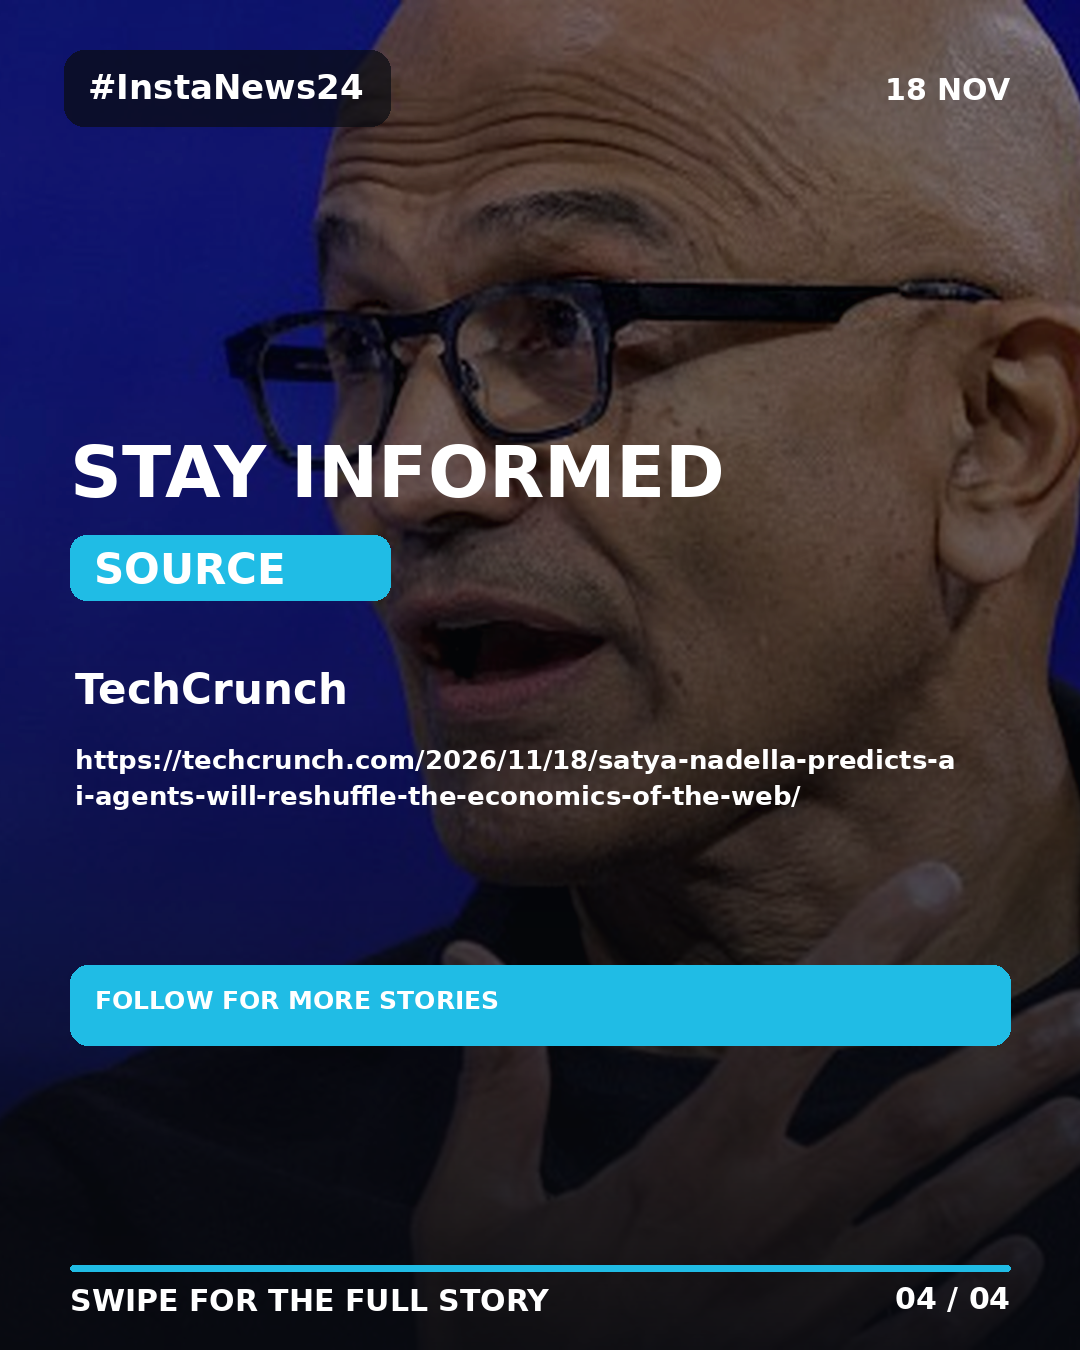 #InstaNews24
18 NOV
STAY INFORMED
SOURCE
TechCrunch
https://techcrunch.com/2026/11/18/satya-nadella-predicts-a
i-agents-will-reshuffle-the-economics-of-the-web/
FOLLOW FOR MORE STORIES
SWIPE FOR THE FULL STORY
04 / 04